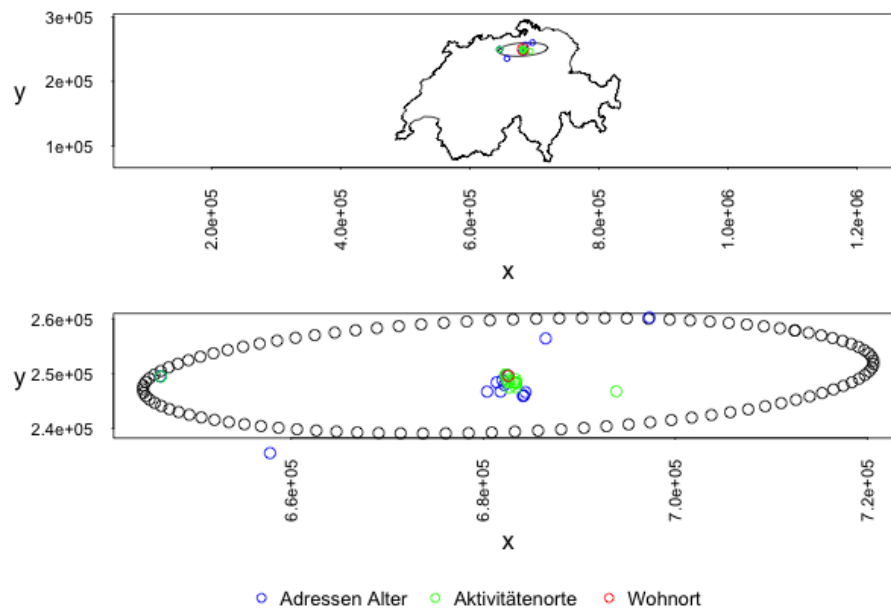 3e+05
y
2e+05
1e+05
2.0e+05
4.0e+05
6.0e+05
8.0e+05
1.0e+06
1.2e+06
x
2.6e+05
y
2.5e+05
2.4e+05
6.6e+05
6.8e+05
7.0e+05
7.2e+05
x
Adressen Alter Aktivitätenorte Wohnort